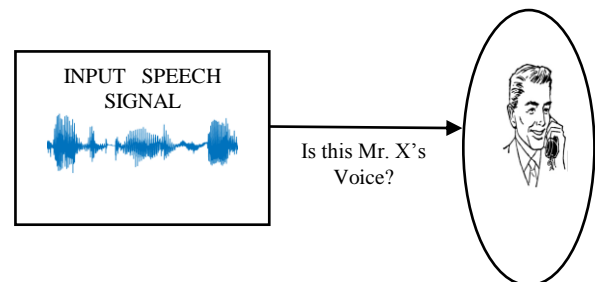 INPUT SPEECH
SIGNAL
Is this Mr. X’s
Voice?